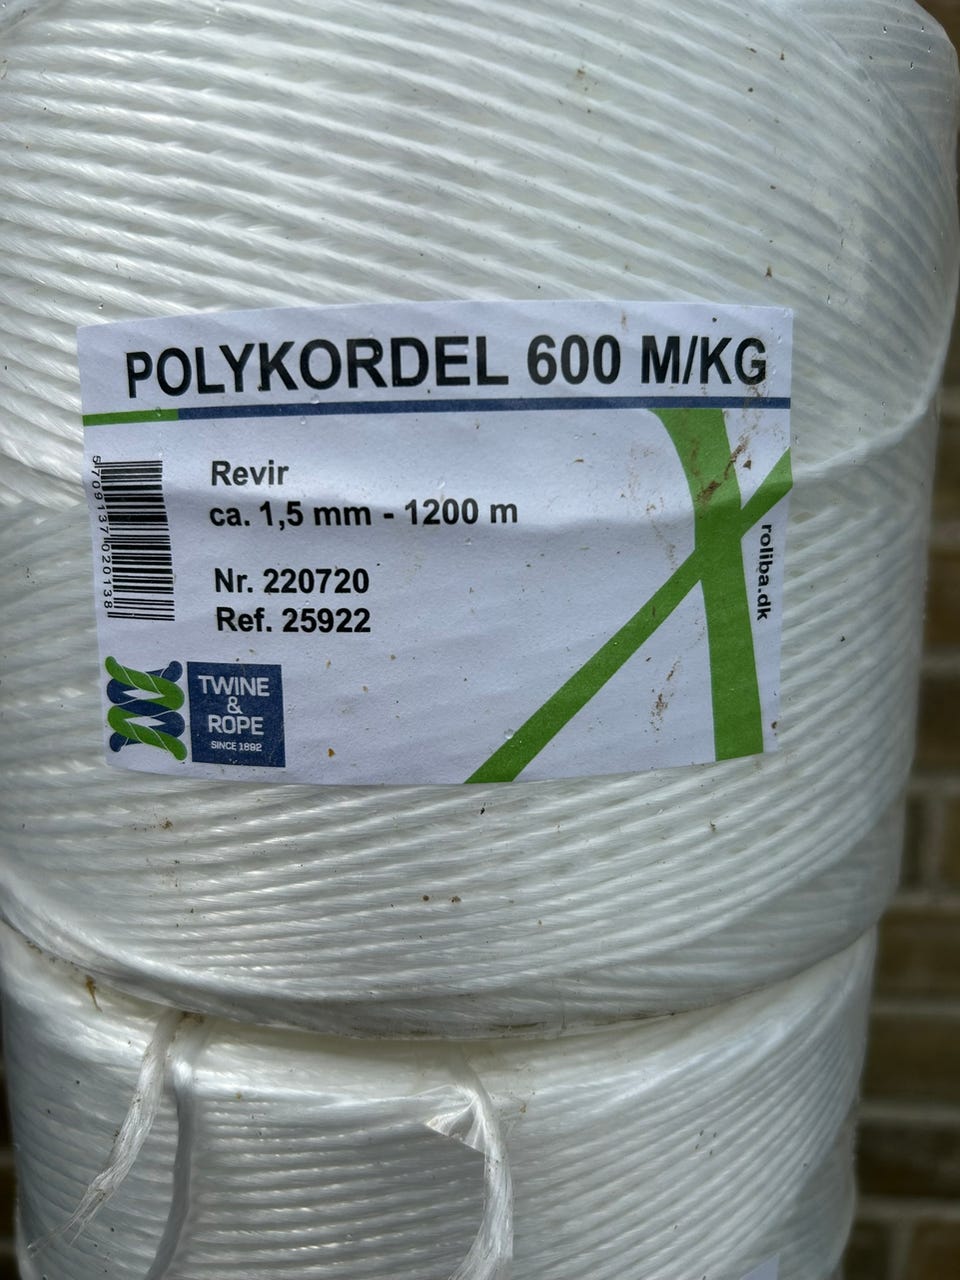 POLYKORDEL 600 M/KG
Revir
ca. 1,5 mm - 1200 m
Nr. 220720
Ref. 25922
5709137020138
roliba.dk
TWINE
&
ROPE
SINCE 1892